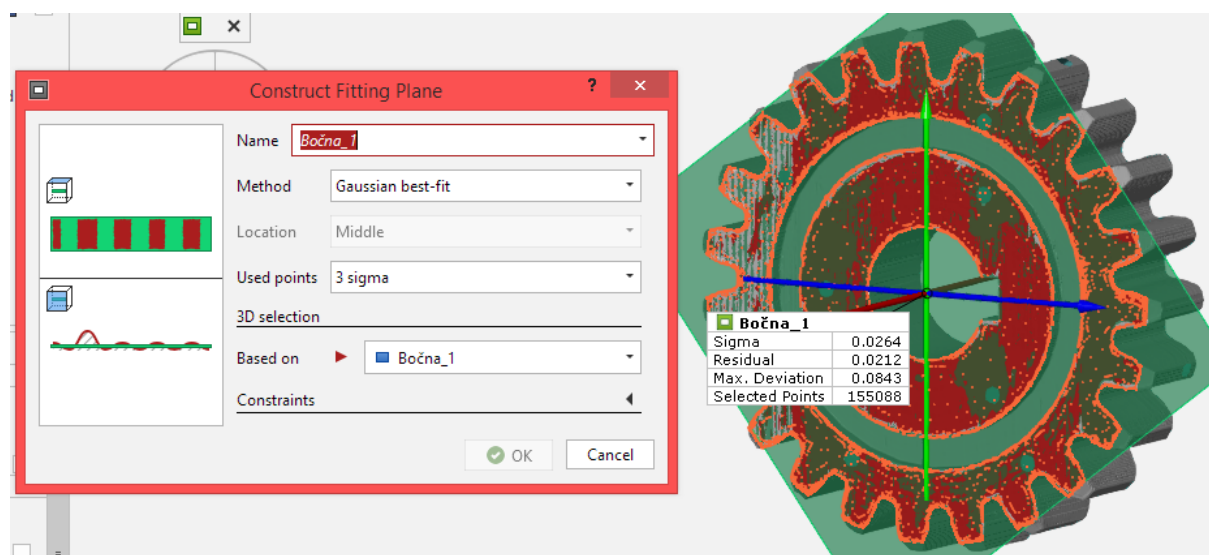 Construct Fitting Plane
?
Name Bočna_1
Method Gaussian best-fit
Location Middle
Used points 3 sigma
3D selection
Based on Bočna_1
Constraints
OK Cancel
Bočna_1
Sigma 0.0264
Residual 0.0212
Max. Deviation 0.0843
Selected Points 155088